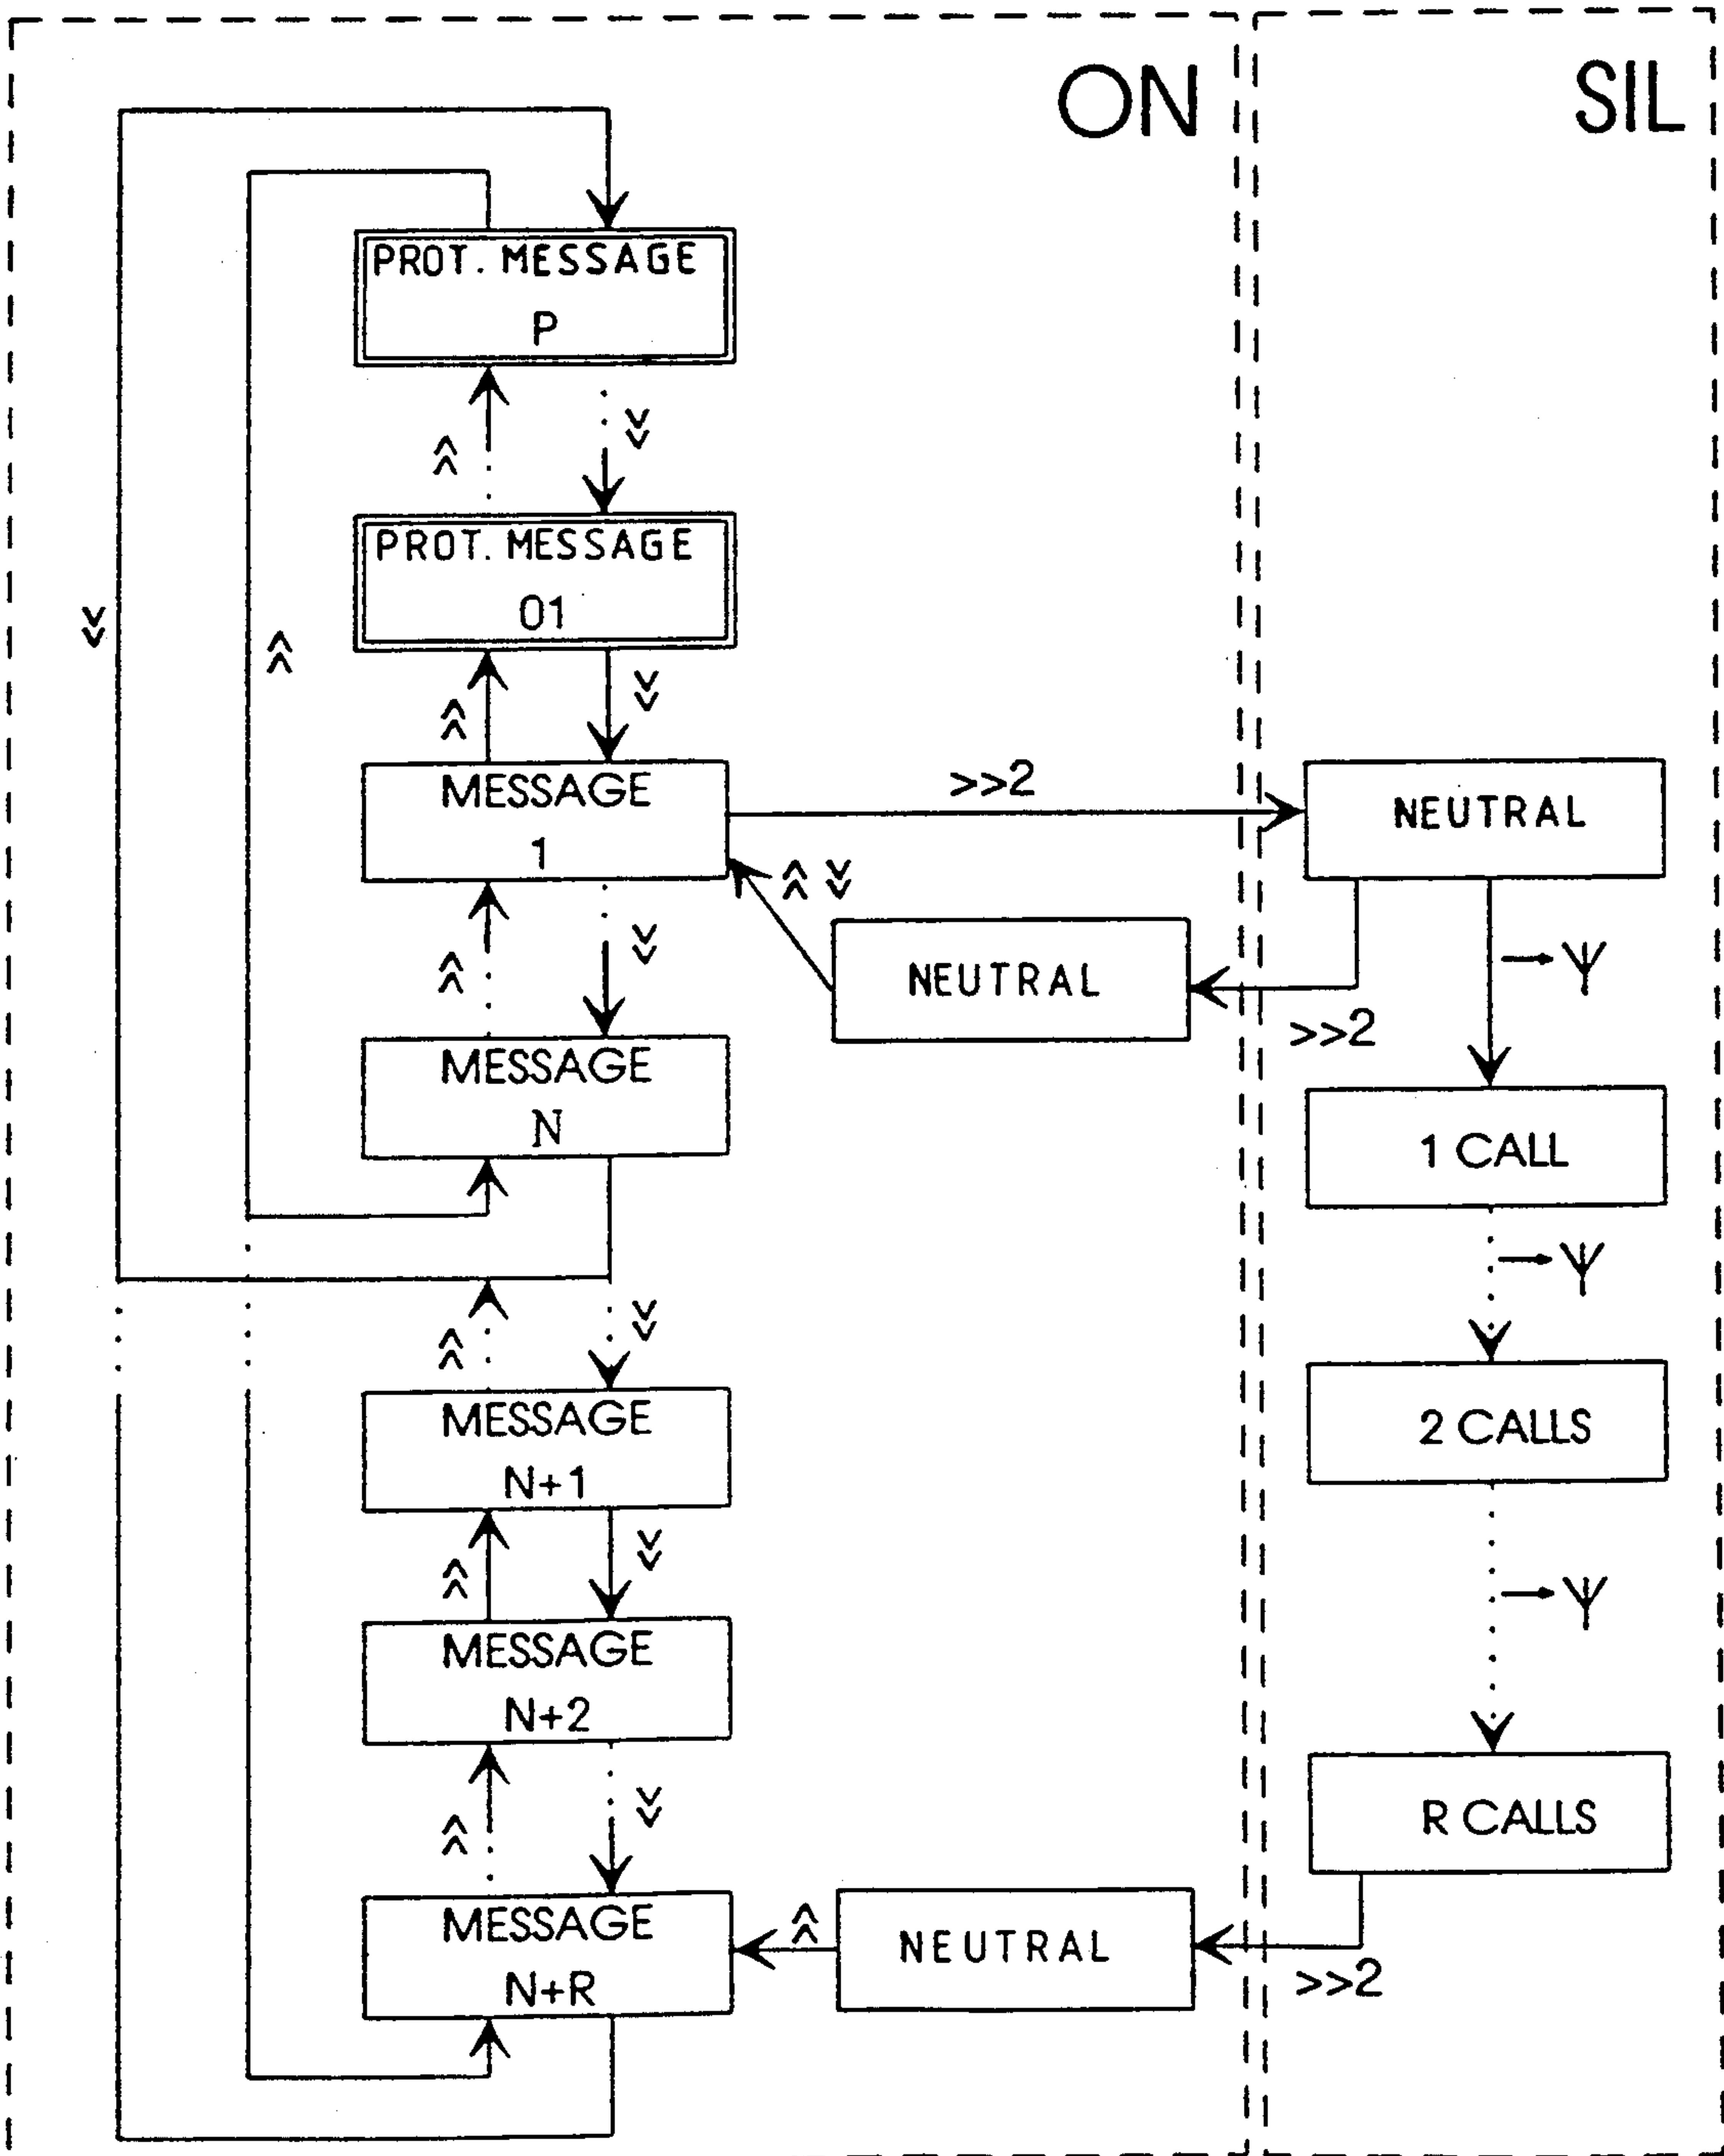 ON
SIL
PROT. MESSAGE
P
PROT. MESSAGE
01
MESSAGE
1
>>2
NEUTRAL
NEUTRAL
>>2
MESSAGE
N
1 CALL
MESSAGE
N+1
2 CALLS
MESSAGE
N+2
R CALLS
MESSAGE
N+R
NEUTRAL
>>2